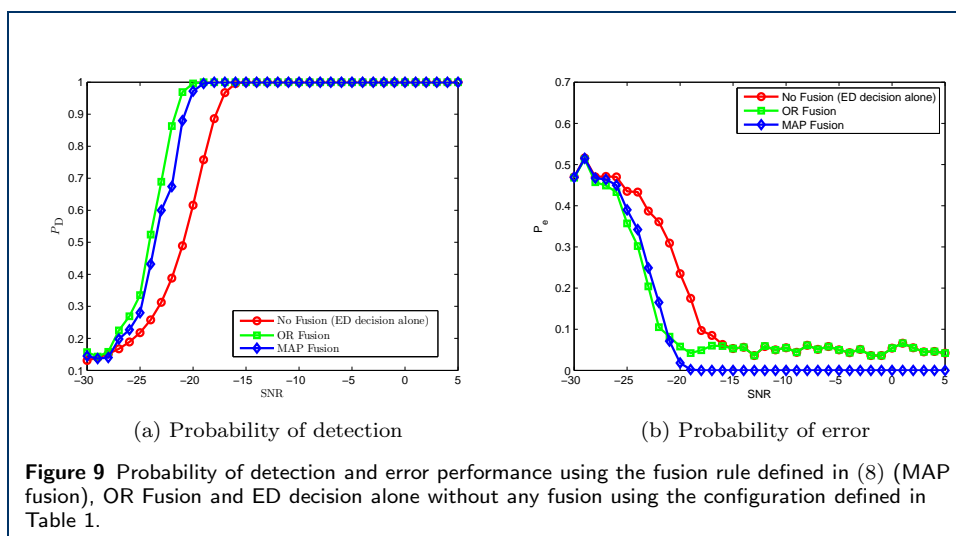 1
0.9
0.8
0.7
0.6
0.5
0.4
0.3
0.2
0.1
P_D
No Fusion (ED decision alone)
OR Fusion
MAP Fusion
−30 −25 −20 −15 −10 −5 0 5
SNR
(a) Probability of detection
0.7
0.6
0.5
0.4
0.3
0.2
0.1
0
P_e
No Fusion (ED decision alone)
OR Fusion
MAP Fusion
−30 −25 −20 −15 −10 −5 0 5
SNR
(b) Probability of error
Figure 9 Probability of detection and error performance using the fusion rule defined in (8) (MAP
fusion), OR Fusion and ED decision alone without any fusion using the configuration defined in
Table 1.